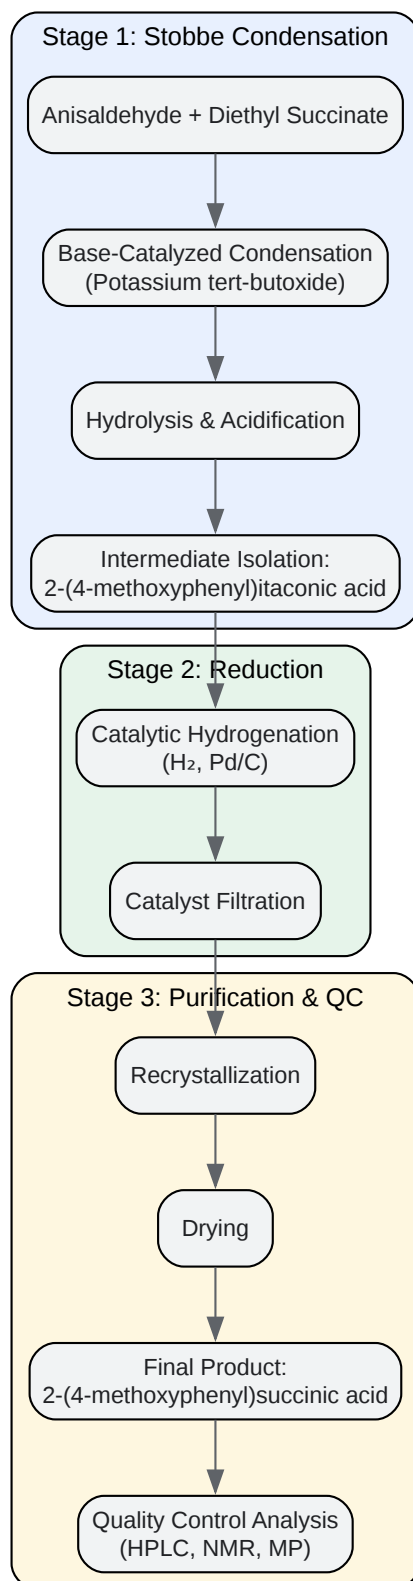 Stage 1: Stobbe Condensation
Anisaldehyde + Diethyl Succinate
Base-Catalyzed Condensation
(Potassium tert-butoxide)
Hydrolysis & Acidification
Intermediate Isolation:
2-(4-methoxyphenyl)itaconic acid
Stage 2: Reduction
Catalytic Hydrogenation
(H₂, Pd/C)
Catalyst Filtration
Stage 3: Purification & QC
Recrystallization
Drying
Final Product:
2-(4-methoxyphenyl)succinic acid
Quality Control Analysis
(HPLC, NMR, MP)